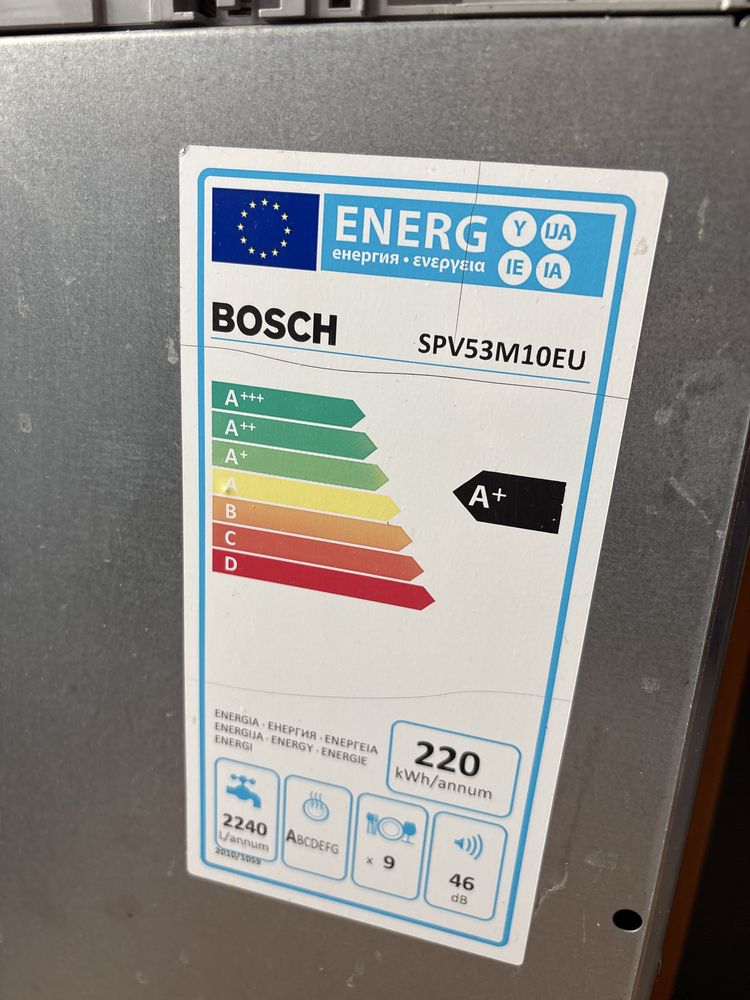 ENERG Y IJA
енергия · ενεργεια IE IA
BOSCH
SPV53M10EU
A+++
A++
A+
A
B
C
D
A+
ENERGIA · ЕНЕРГИЯ · ΕΝΕΡΓΕΙΑ
ENERGIJA · ENERGY · ENERGIE
ENERGI
220
kWh/annum
2240
L/annum
ABCDEFG
x 9
46
dB
2010/1059